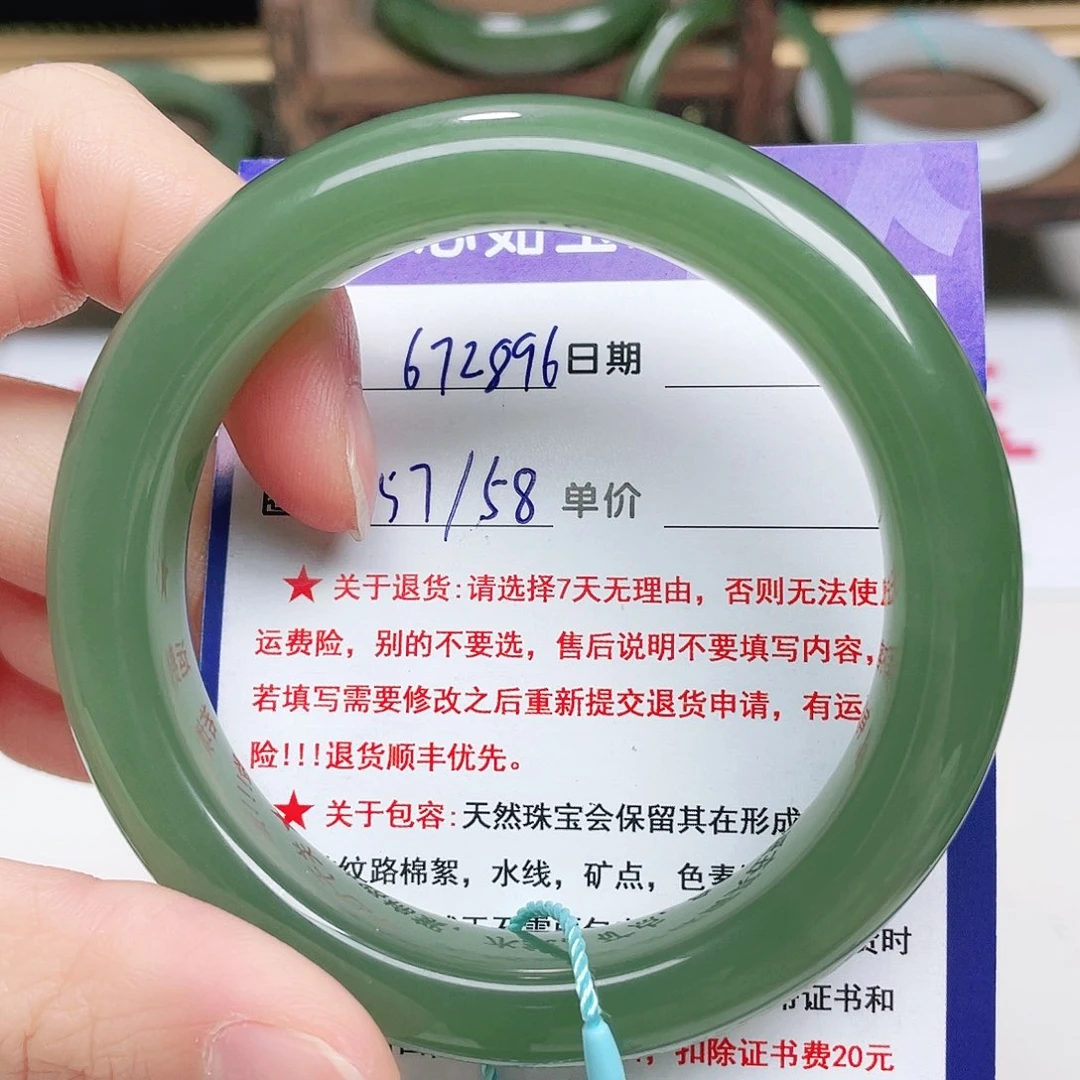 如玉
672896日期
57/58 单价
★ 关于退货:请选择7天无理由，否则无法使
运费险，别的不要选，售后说明不要填写内容，
若填写需要修改之后重新提交退货申请，有运
险!!!退货顺丰优先。
★ 关于包容:天然珠宝会保留其在形成
纹路棉絮，水线，矿点，色素
货时
证书和
，扣除证书费20元